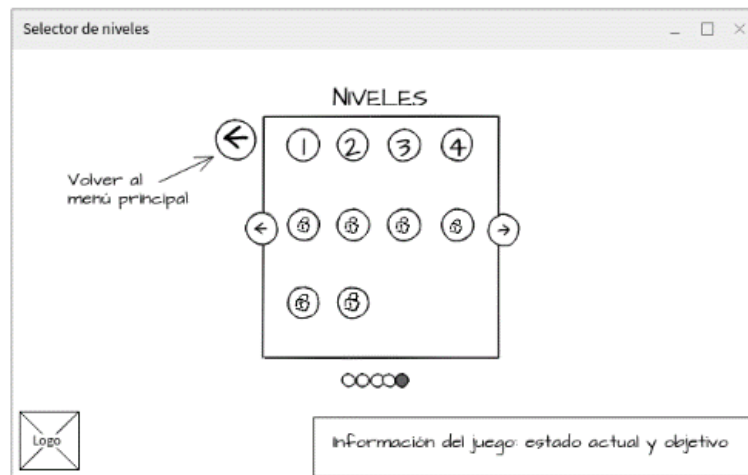 Selector de niveles
NIVELES
1 2 3 4
Volver al
menú principal
Logo
Información del juego: estado actual y objetivo